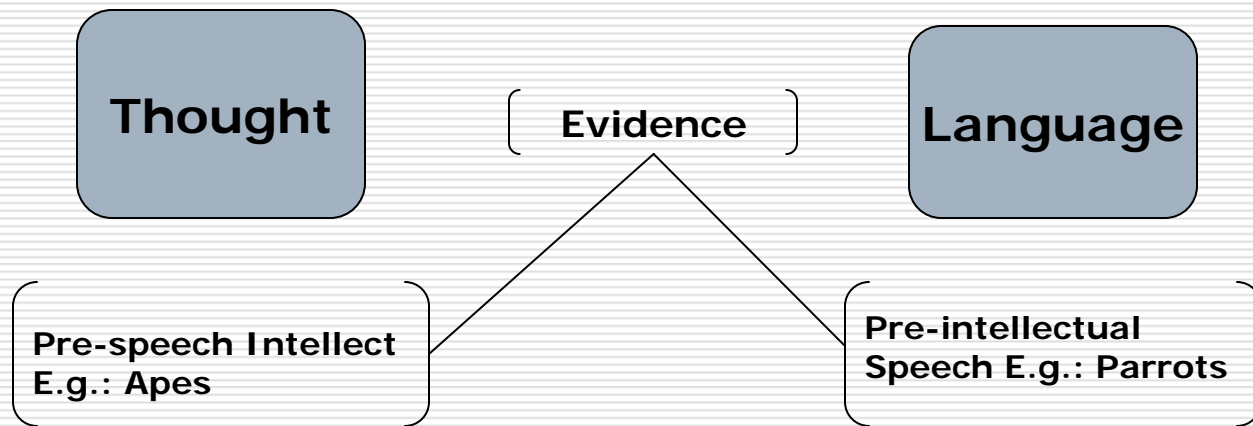 Thought
Evidence
Language
Pre-speech Intellect
E.g.: Apes
Pre-intellectual
Speech E.g.: Parrots